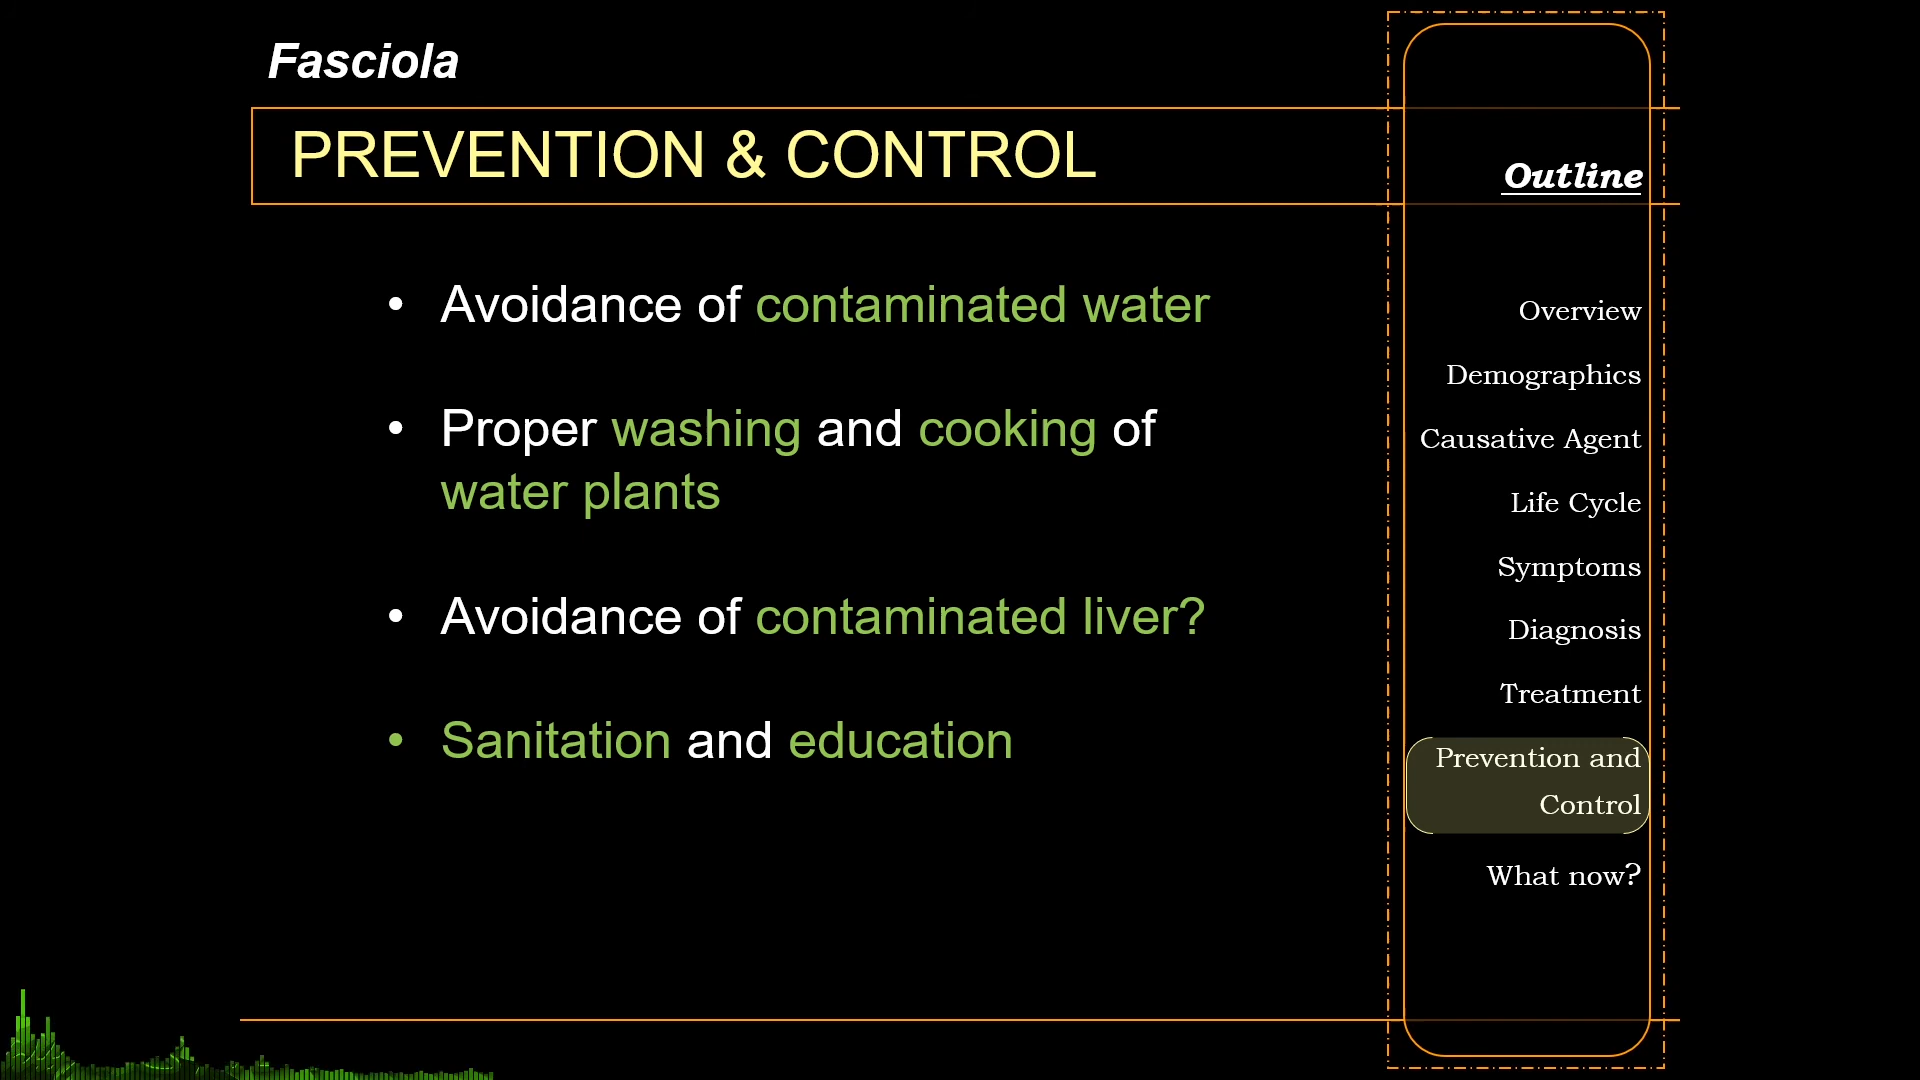 Fasciola
PREVENTION & CONTROL
• Avoidance of contaminated water
• Proper washing and cooking of
water plants
• Avoidance of contaminated liver?
• Sanitation and education
Outline
Overview
Demographics
Causative Agent
Life Cycle
Symptoms
Diagnosis
Treatment
Prevention and
Control
What now?